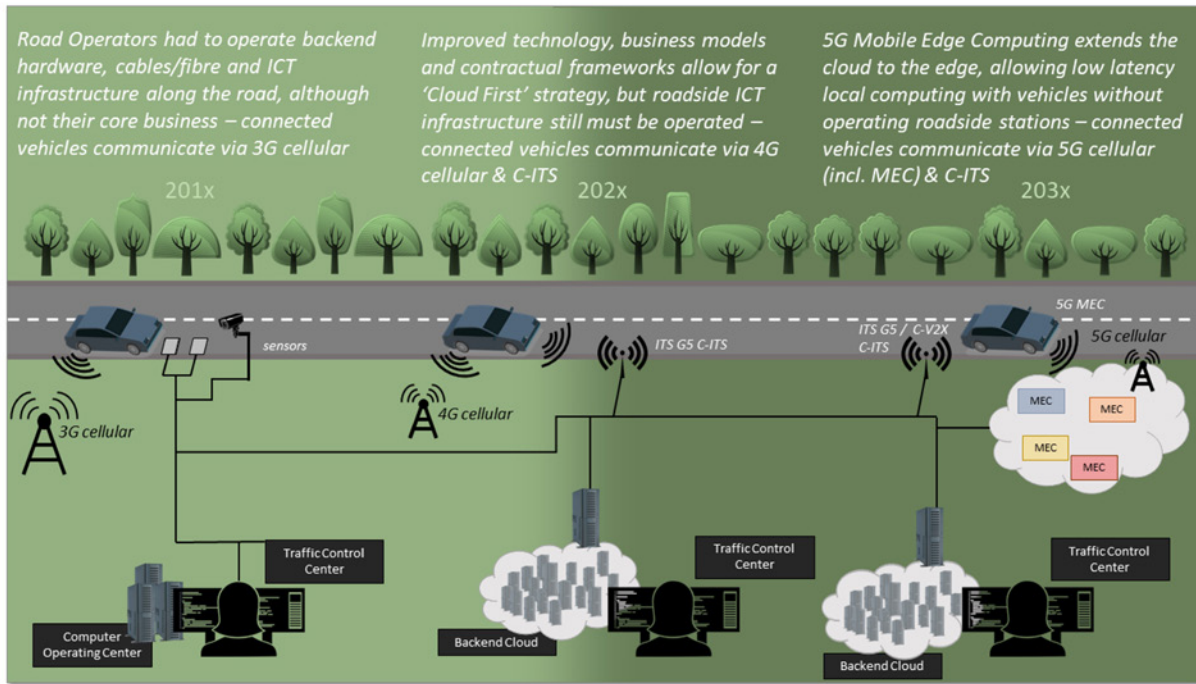 Road Operators had to operate backend
hardware, cables/fibre and ICT
infrastructure along the road, although
not their core business – connected
vehicles communicate via 3G cellular
201x
Improved technology, business models
and contractual frameworks allow for a
‘Cloud First’ strategy, but roadside ICT
infrastructure still must be operated –
connected vehicles communicate via 4G
cellular & C-ITS
202x
5G Mobile Edge Computing extends the
cloud to the edge, allowing low latency
local computing with vehicles without
operating roadside stations – connected
vehicles communicate via 5G cellular
(incl. MEC) & C-ITS
203x
sensors
3G cellular
4G cellular
ITS G5 C-ITS
ITS G5 / C-V2X
C-ITS
5G MEC
5G cellular
MEC
MEC
MEC
MEC
Traffic Control
Center
Computer
Operating Center
Traffic Control
Center
Backend Cloud
Traffic Control
Center
Backend Cloud